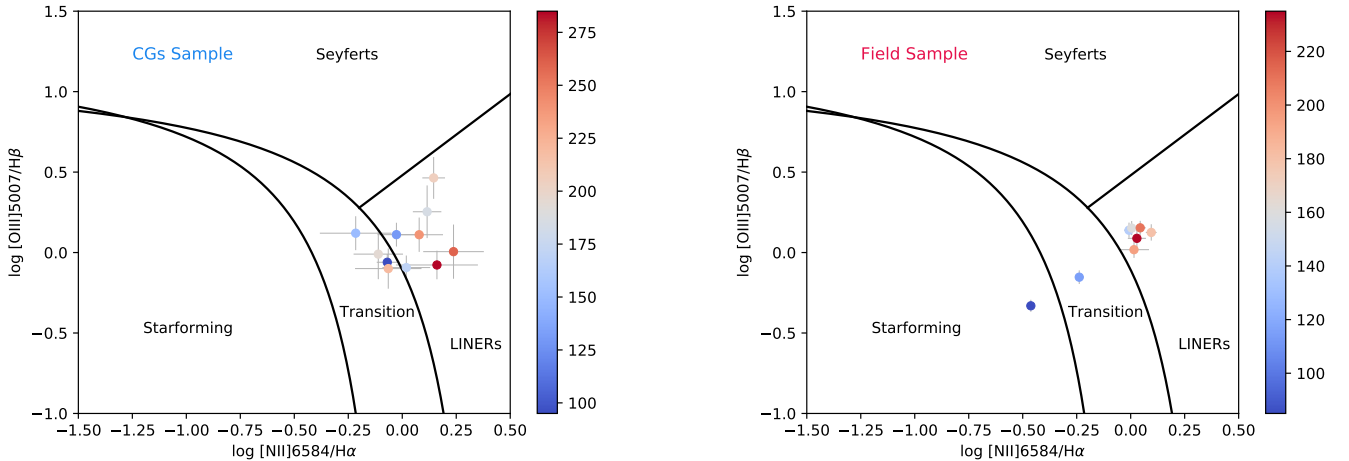 CGs Sample
Seyferts
Starforming
Transition
LINERs
1.5
1.0
0.5
0.0
−0.5
−1.0
log [OIII]5007/Hβ
−1.50 −1.25 −1.00 −0.75 −0.50 −0.25 0.00 0.25 0.50
log [NII]6584/Hα
275
250
225
200
175
150
125
100
Field Sample
Seyferts
Starforming
Transition
LINERs
1.5
1.0
0.5
0.0
−0.5
−1.0
log [OIII]5007/Hβ
−1.50 −1.25 −1.00 −0.75 −0.50 −0.25 0.00 0.25 0.50
log [NII]6584/Hα
220
200
180
160
140
120
100